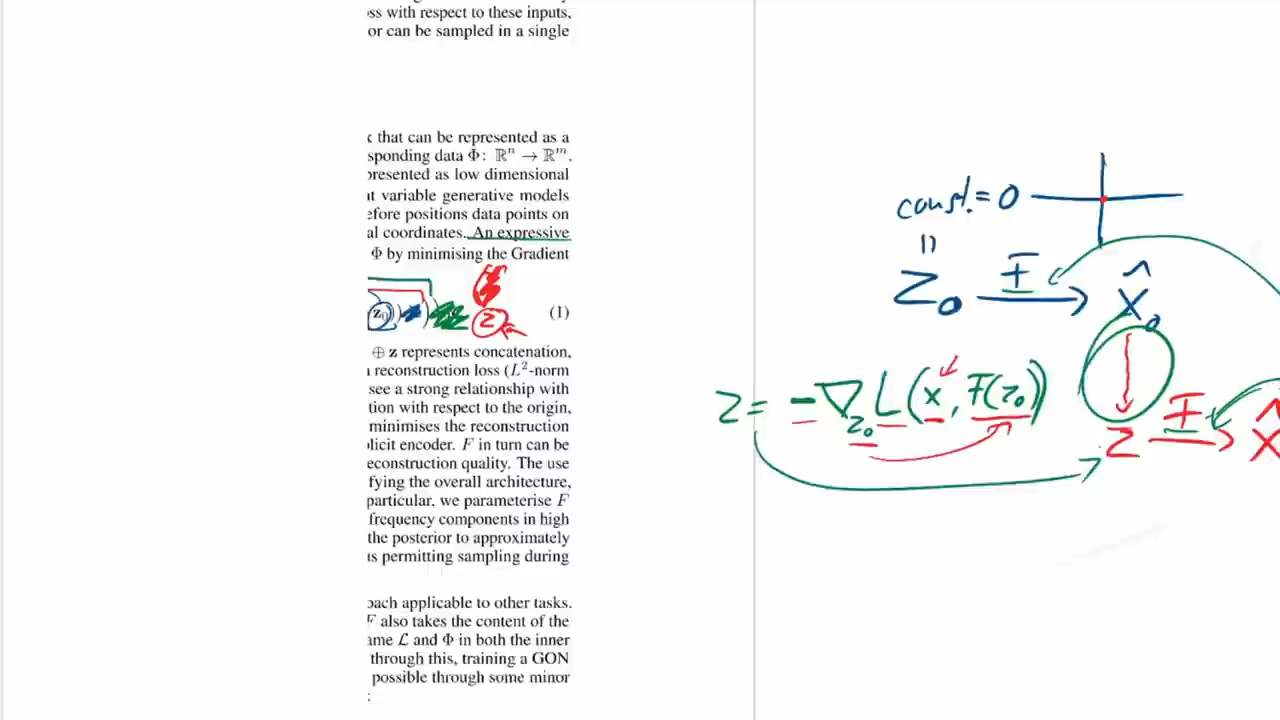 ss with respect to these inputs,
or can be sampled in a single
that can be represented as a
sponding data Φ: ℝⁿ → ℝᵐ.
presented as low dimensional
nt variable generative models
efore positions data points on
al coordinates. An expressive
Φ by minimising the Gradient
z₀ ) ) z (1)
⊕ z represents concatenation,
reconstruction loss (L²-norm
see a strong relationship with
tion with respect to the origin,
minimises the reconstruction
plicit encoder. F in turn can be
econstruction quality. The use
fying the overall architecture,
particular, we parameterise F
frequency components in high
the posterior to approximately
us permitting sampling during
oach applicable to other tasks.
F also takes the content of the
ame ℒ and Φ in both the inner
through this, training a GON
possible through some minor
:
const. = 0
=
z₀ F x̂₀
z = -∇z₀ L(x, F(z₀))
z F x̂